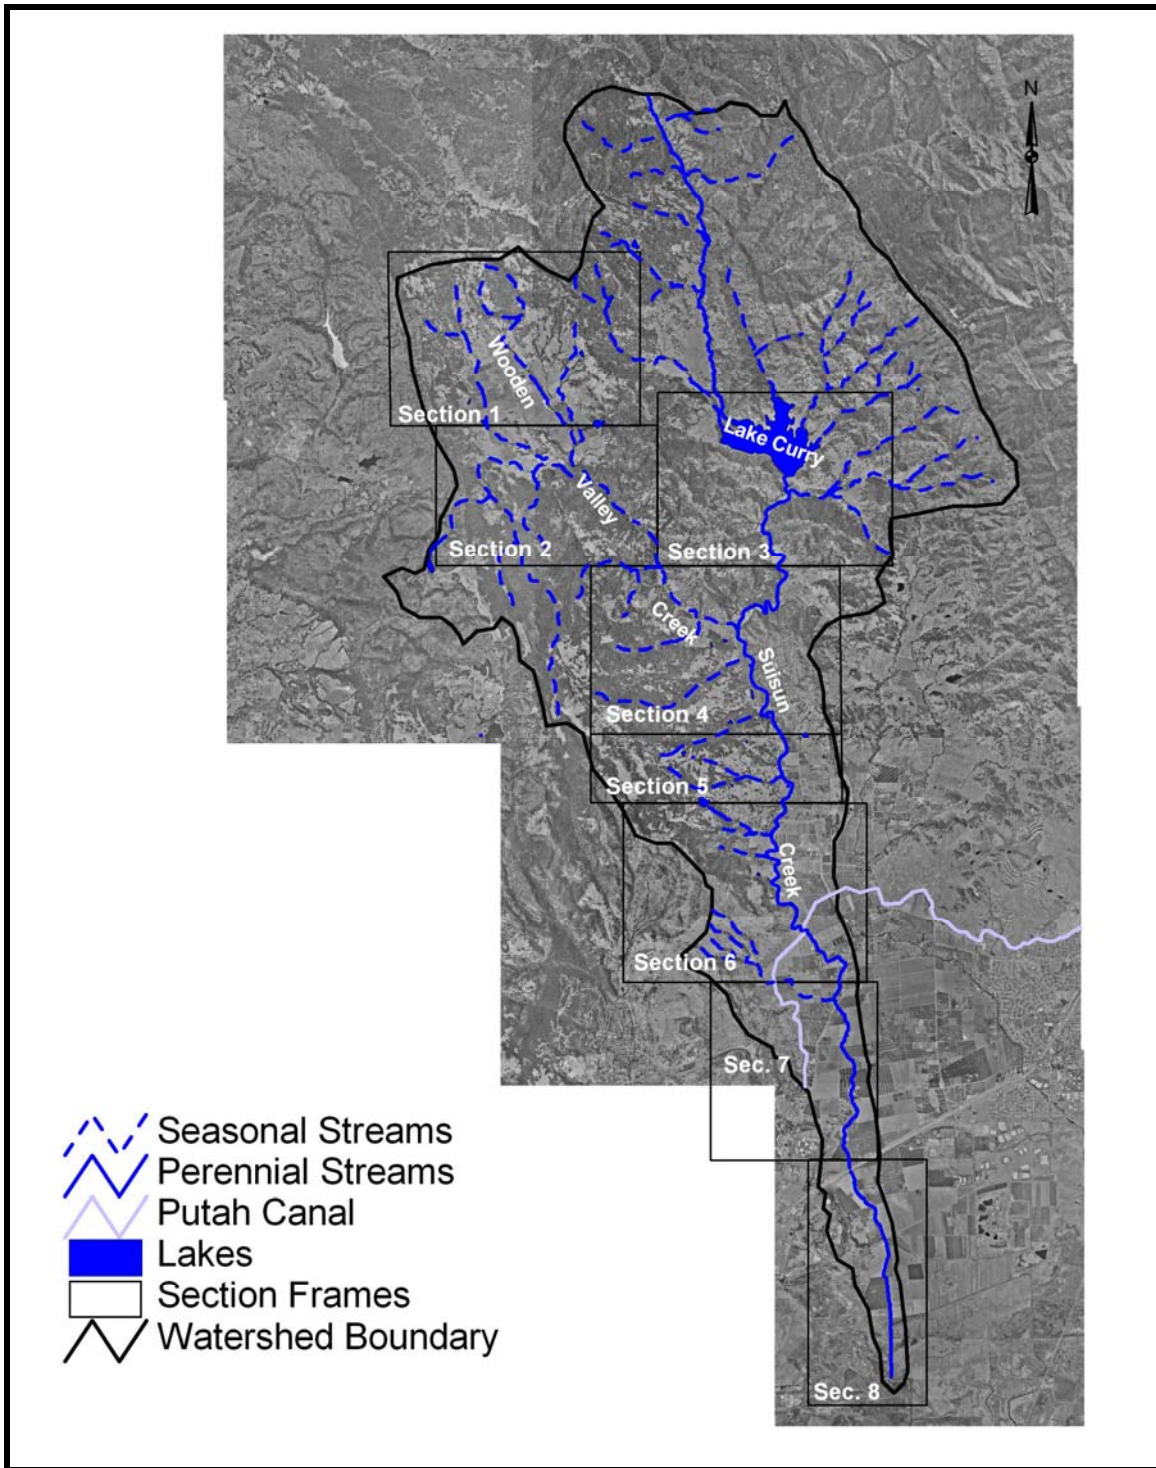 N
Wooden
Section 1
Lake Curry
Valley
Section 2
Section 3
Creek
Suisun
Section 4
Section 5
Creek
Section 6
Sec. 7
Sec. 8
Seasonal Streams
Perennial Streams
Putah Canal
Lakes
Section Frames
Watershed Boundary